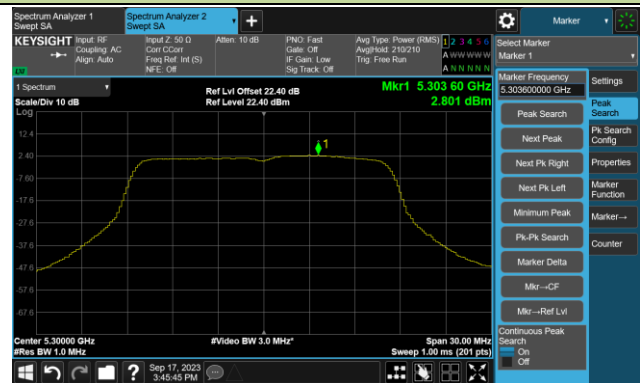 Spectrum Analyzer 1
Swept SA
Spectrum Analyzer 2
Swept SA
+
Marker
KEYSIGHT
Input: RF
Coupling: AC
Align: Auto
Input Z: 50 Ω
Corr CCorr
Freq Ref: Int (S)
NFE: Off
Atten: 10 dB
PNO: Fast
Gate: Off
IF Gain: Low
Sig Track: Off
Avg Type: Power (RMS)
Avg|Hold: 210/210
Trig: Free Run
1 2 3 4 5 6
A W W W W W
A N N N N N
LW
Select Marker
Marker 1
1 Spectrum
Scale/Div 10 dB
Log
Ref Lvl Offset 22.40 dB
Ref Level 22.40 dBm
Mkr1 5.303 60 GHz
2.801 dBm
12.4
2.40
-7.60
-17.6
-27.6
-37.6
-47.6
-57.6
-67.6
1
Center 5.30000 GHz
#Res BW 1.0 MHz
#Video BW 3.0 MHz*
Span 30.00 MHz
Sweep 1.00 ms (201 pts)
Marker Frequency
5.303600000 GHz
Peak Search
Next Peak
Next Pk Right
Next Pk Left
Minimum Peak
Pk-Pk Search
Marker Delta
Mkr→CF
Mkr→Ref Lvl
Continuous Peak
Search
On
Off
Settings
Peak
Search
Pk Search
Config
Properties
Marker
Function
Marker→
Counter
?
Sep 17, 2023
3:45:45 PM